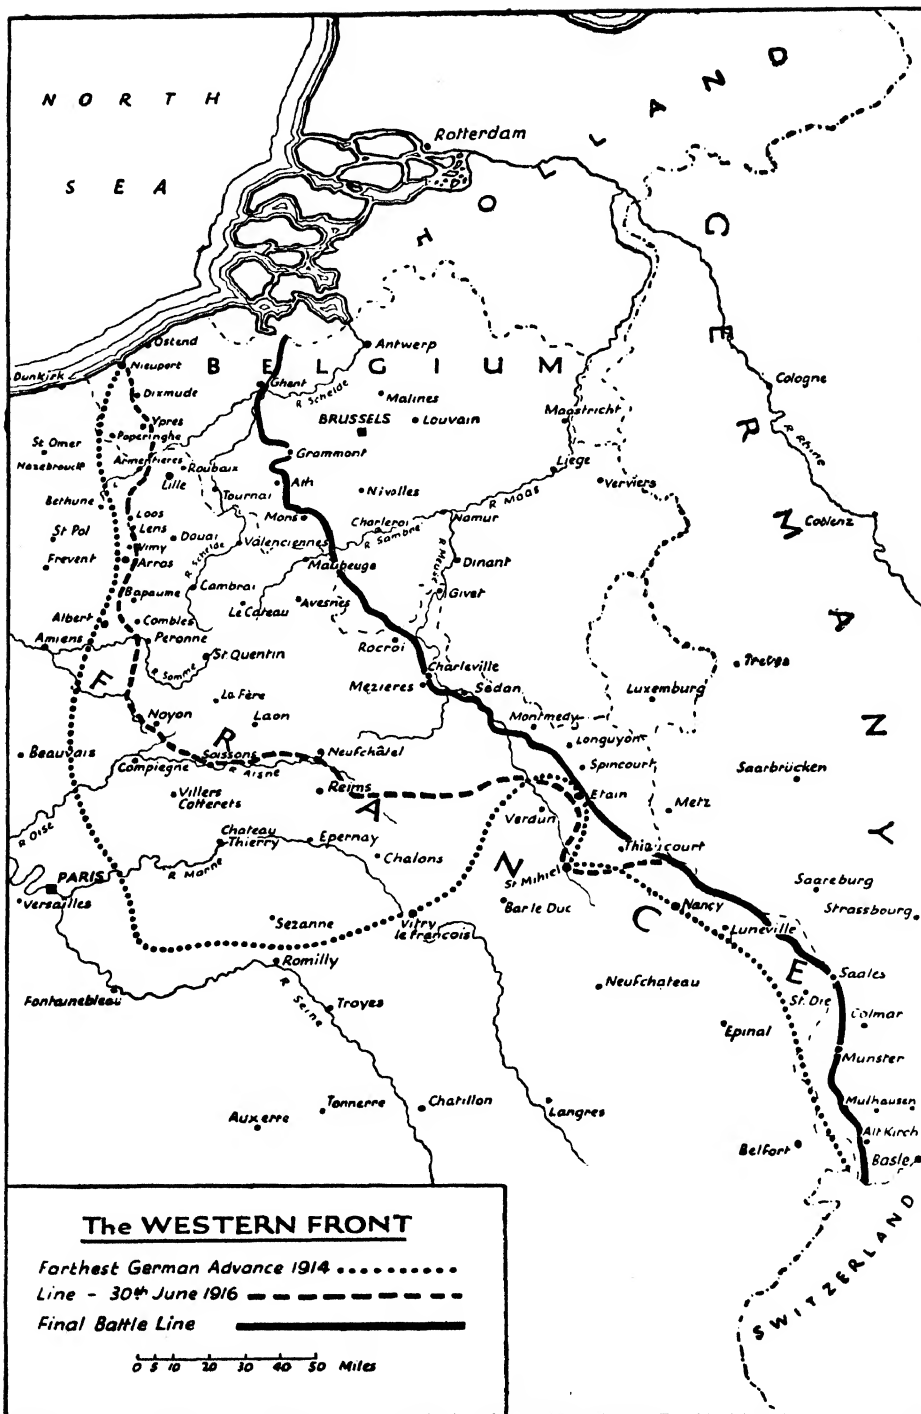 NORTH
SEA
Rotterdam
HOLLAND
GERMANY
Ostend
Nieuport
Dunkirk
Antwerp
BELGIUM
Ghent
R Schelde
Malines
Dixmude
Cologne
BRUSSELS
Louvain
Maastricht
R. Rhine
Ypres
Poperinghe
St Omer
Hazebrouck
Armentieres
Roubaix
Lille
Grammont
Liege
Verviers
Tournai
Ath
Nivolles
R Maas
Bethune
Mons
Namur
Coblenz
Loos
Lens
St Pol
Douai
Valenciennes
Charleroi
R Sambre
Vimy
Frevent
Arras
R Schelde
Maubeuge
R Meuse
Dinant
Givet
Bapaume
Cambrai
Le Cateau
Avesnes
Albert
Combles
Amiens
Peronne
Rocroi
R Somme
St Quentin
Charleville
Treves
Mezieres
Sedan
Luxemburg
FRANCE
La Fère
Laon
Noyon
Montmedy
Longuyon
Beauvais
Soissons
Neufchâtel
Compiegne
R Aisne
Spincourt
Saarbrücken
Villers
Cotterets
Reims
Etain
Metz
R OISE
Verdun
Chateau
Thierry
Epernay
Chalons
Thiaucourt
R Marne
PARIS
Versailles
St Mihiel
Saareburg
Bar le Duc
Nancy
Strassbourg
Sezanne
Vitry
le Francois
Luneville
Romilly
Saales
Fontainebleau
R Seine
Troyes
Neufchateau
St. Die
Colmar
Epinal
Munster
Auxerre
Tonnerre
Chatillon
Langres
Mulhausen
Alt Kirch
Belfort
Basle
SWITZERLAND
The WESTERN FRONT
Farthest German Advance 1914
Line - 30th June 1916
Final Battle Line
0 5 10 20 30 40 50 Miles